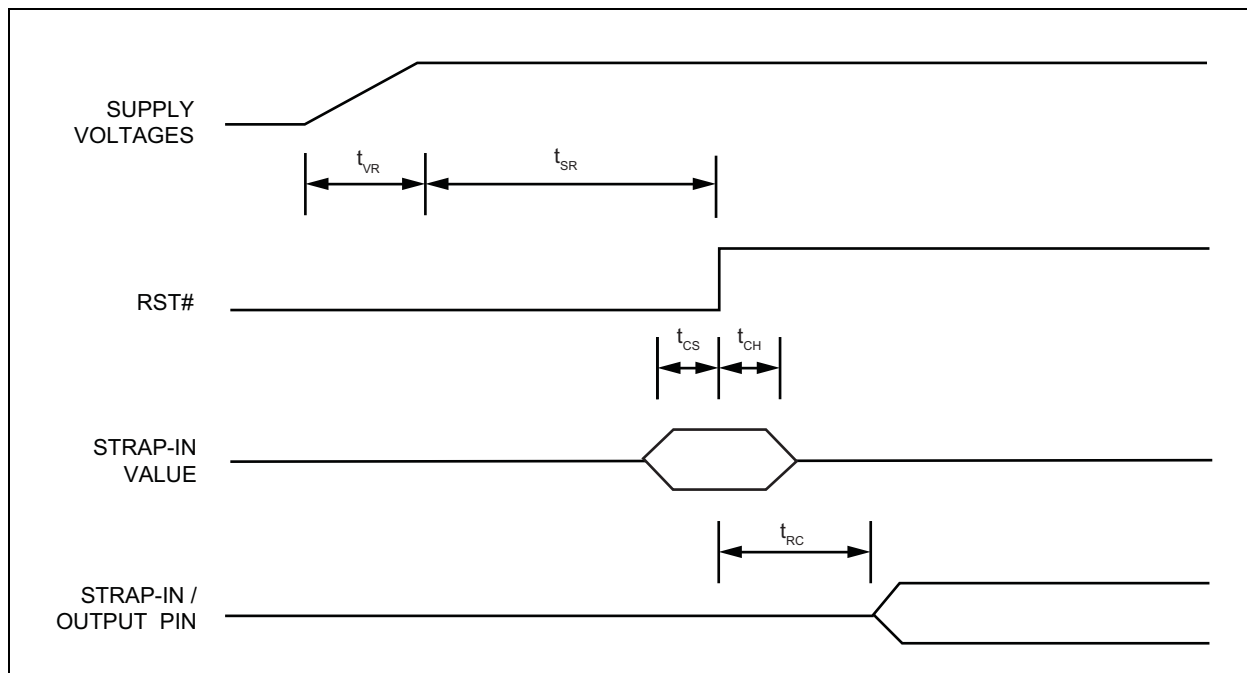 SUPPLY
VOLTAGES
tVR
tSR
RST#
tCS
tCH
STRAP-IN
VALUE
tRC
STRAP-IN /
OUTPUT PIN